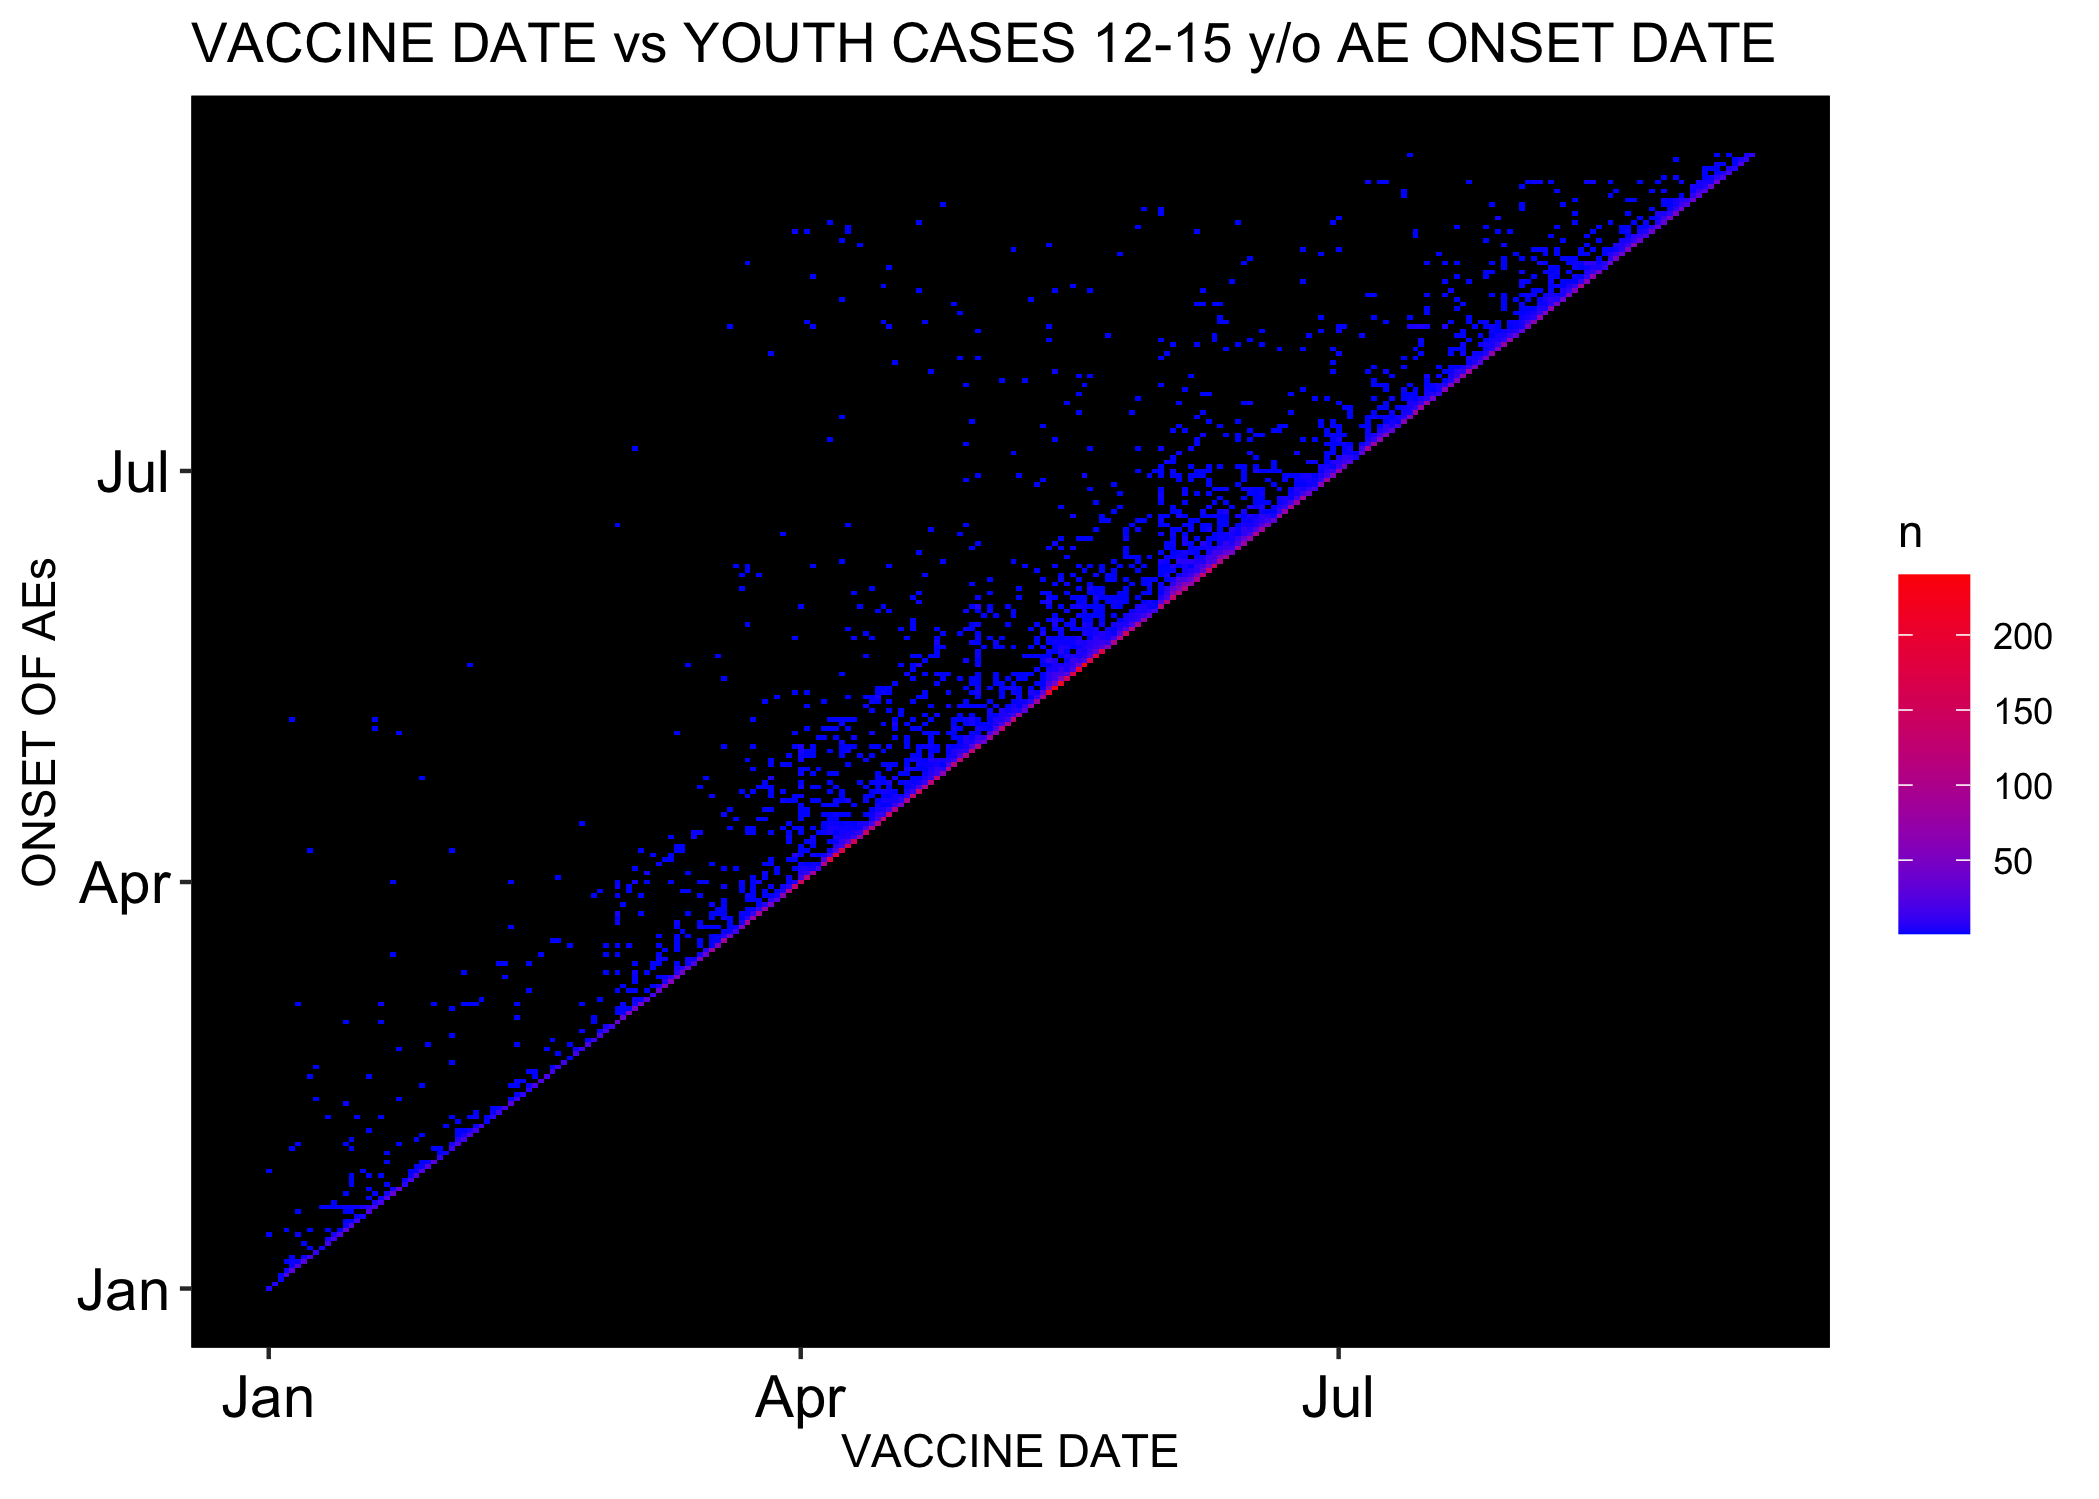 VACCINE DATE vs YOUTH CASES 12-15 y/o AE ONSET DATE
ONSET OF AEs
Jul
Apr
Jan
Jan
Apr
Jul
VACCINE DATE
n
200
150
100
50